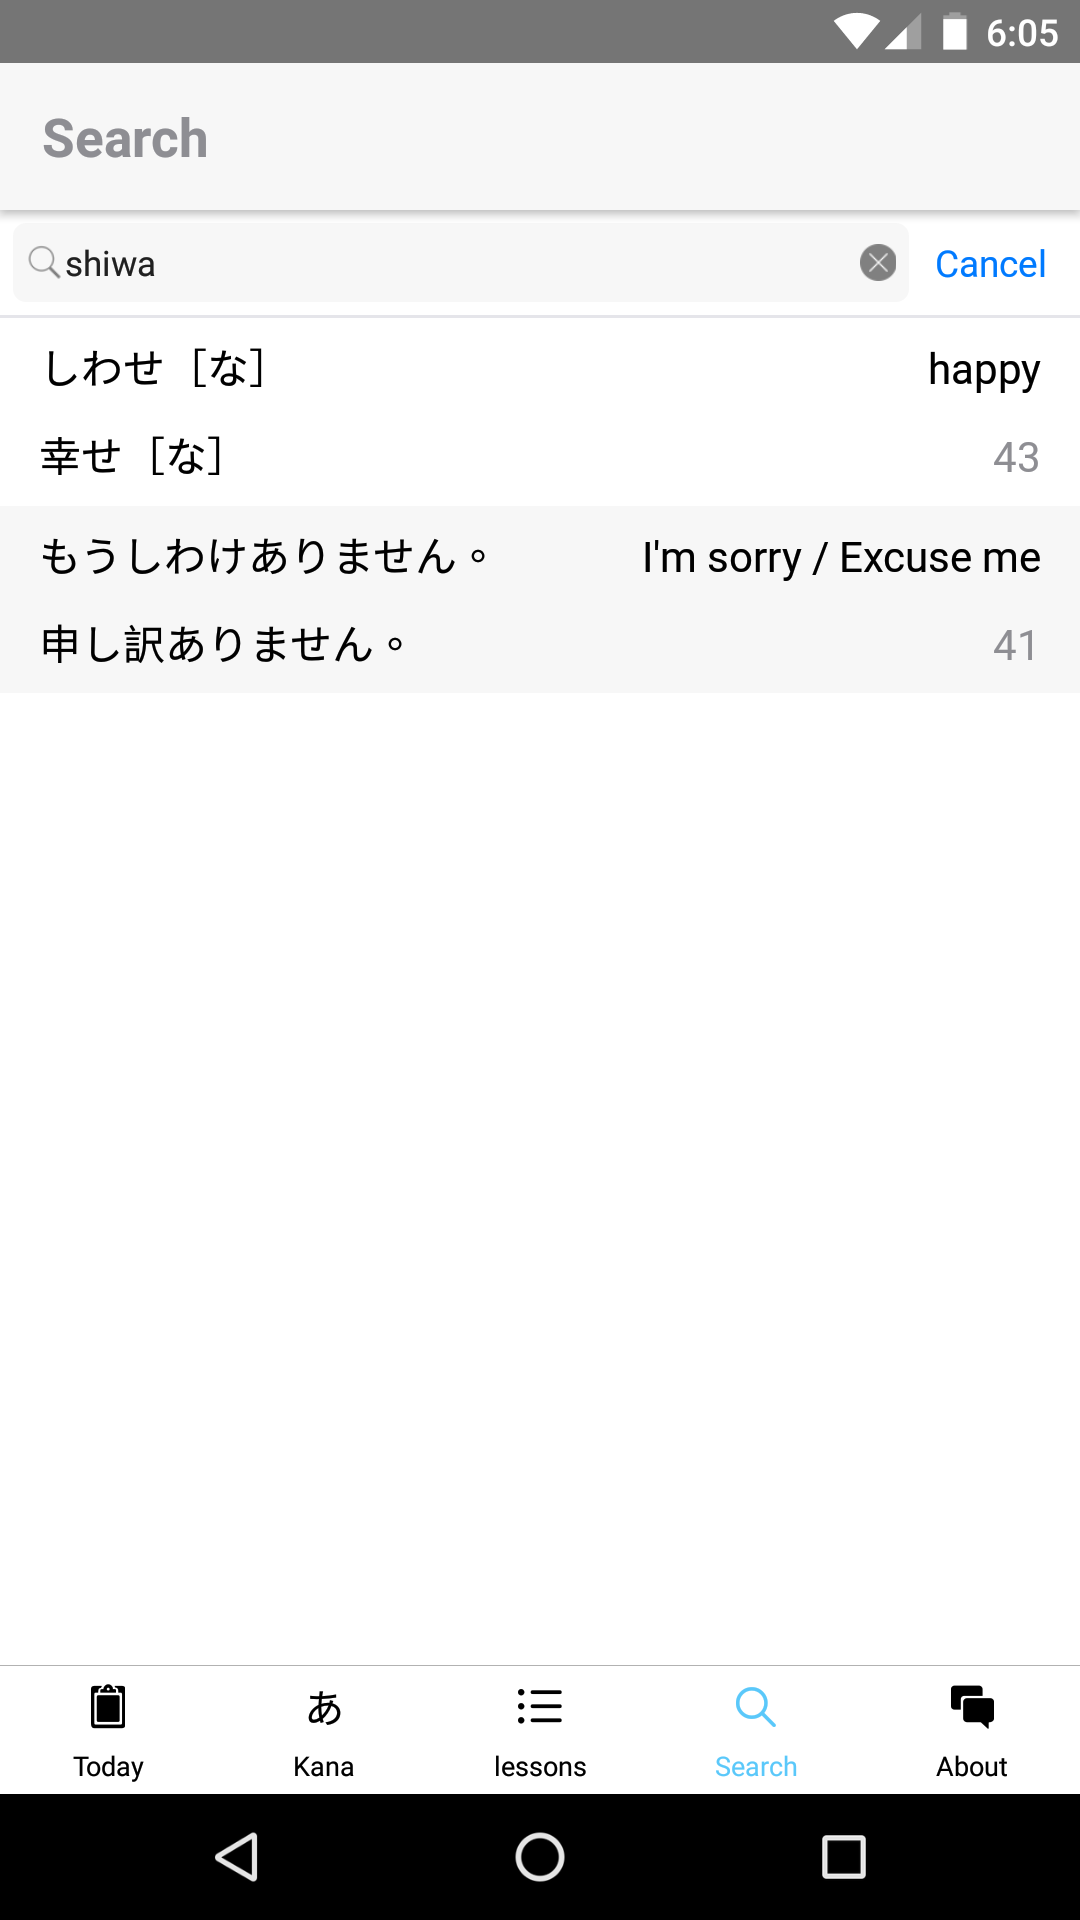 6:05
Search
shiwa
Cancel
しわせ［な］ happy
幸せ［な］ 43
もうしわけありません。 I'm sorry / Excuse me
申し訳ありません。 41
あ
Today Kana lessons Search About